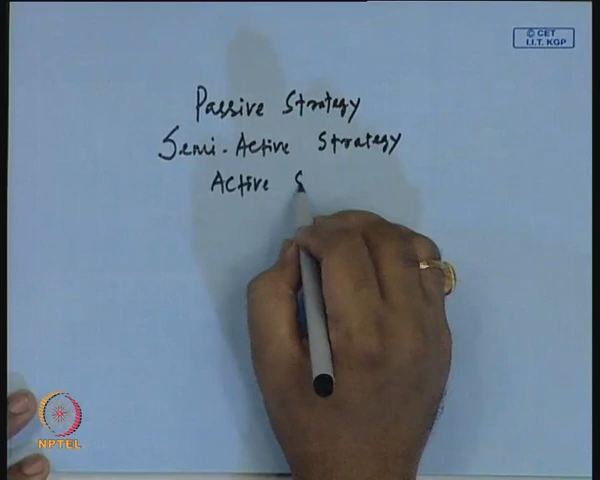 © CET
I.I.T. KGP
Passive Strategy
Semi-Active Strategy
Active S
NPTEL